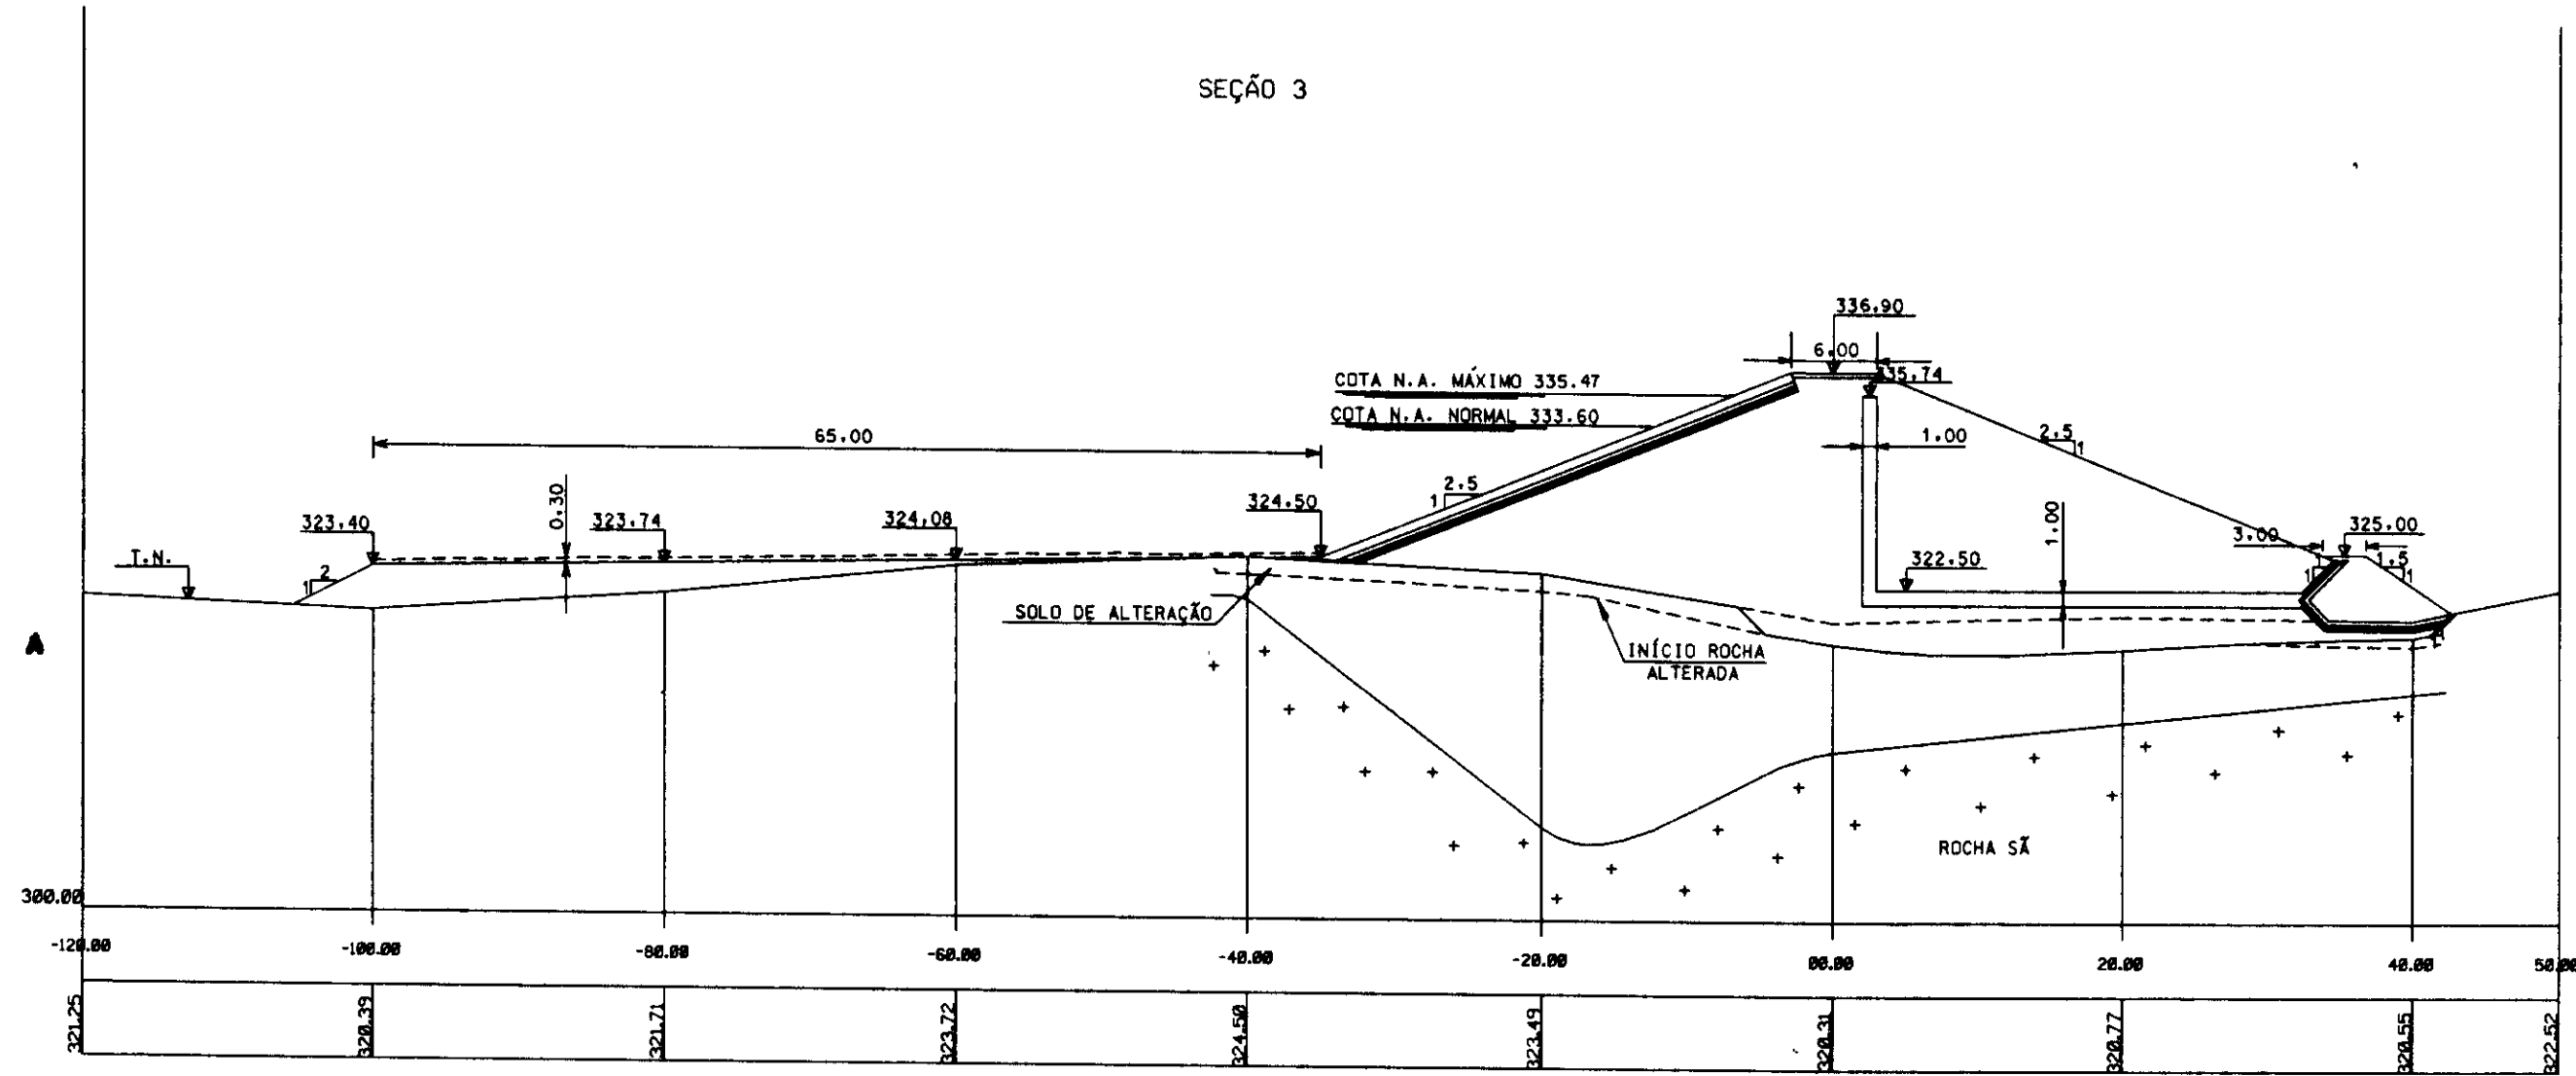 SEÇÃO 3
336.90
6.00
COTA N.A. MÁXIMO 335.47
335.74
COTA N.A. NORMAL 333.60
65.00
2.5
1
1.00
2.5
1
324.50
323.40
0.30
323.74
324.08
1.00
3.00
325.00
T.N.
2
1
322.50
1
1.5
1
SOLO DE ALTERAÇÃO
A
INÍCIO ROCHA
ALTERADA
ROCHA SÃ
300.00
-120.00 -100.00 -80.00 -60.00 -40.00 -20.00 00.00 20.00 40.00 50.00
321.25 320.39 321.71 323.72 324.50 323.49 320.31 320.77 320.55 322.52